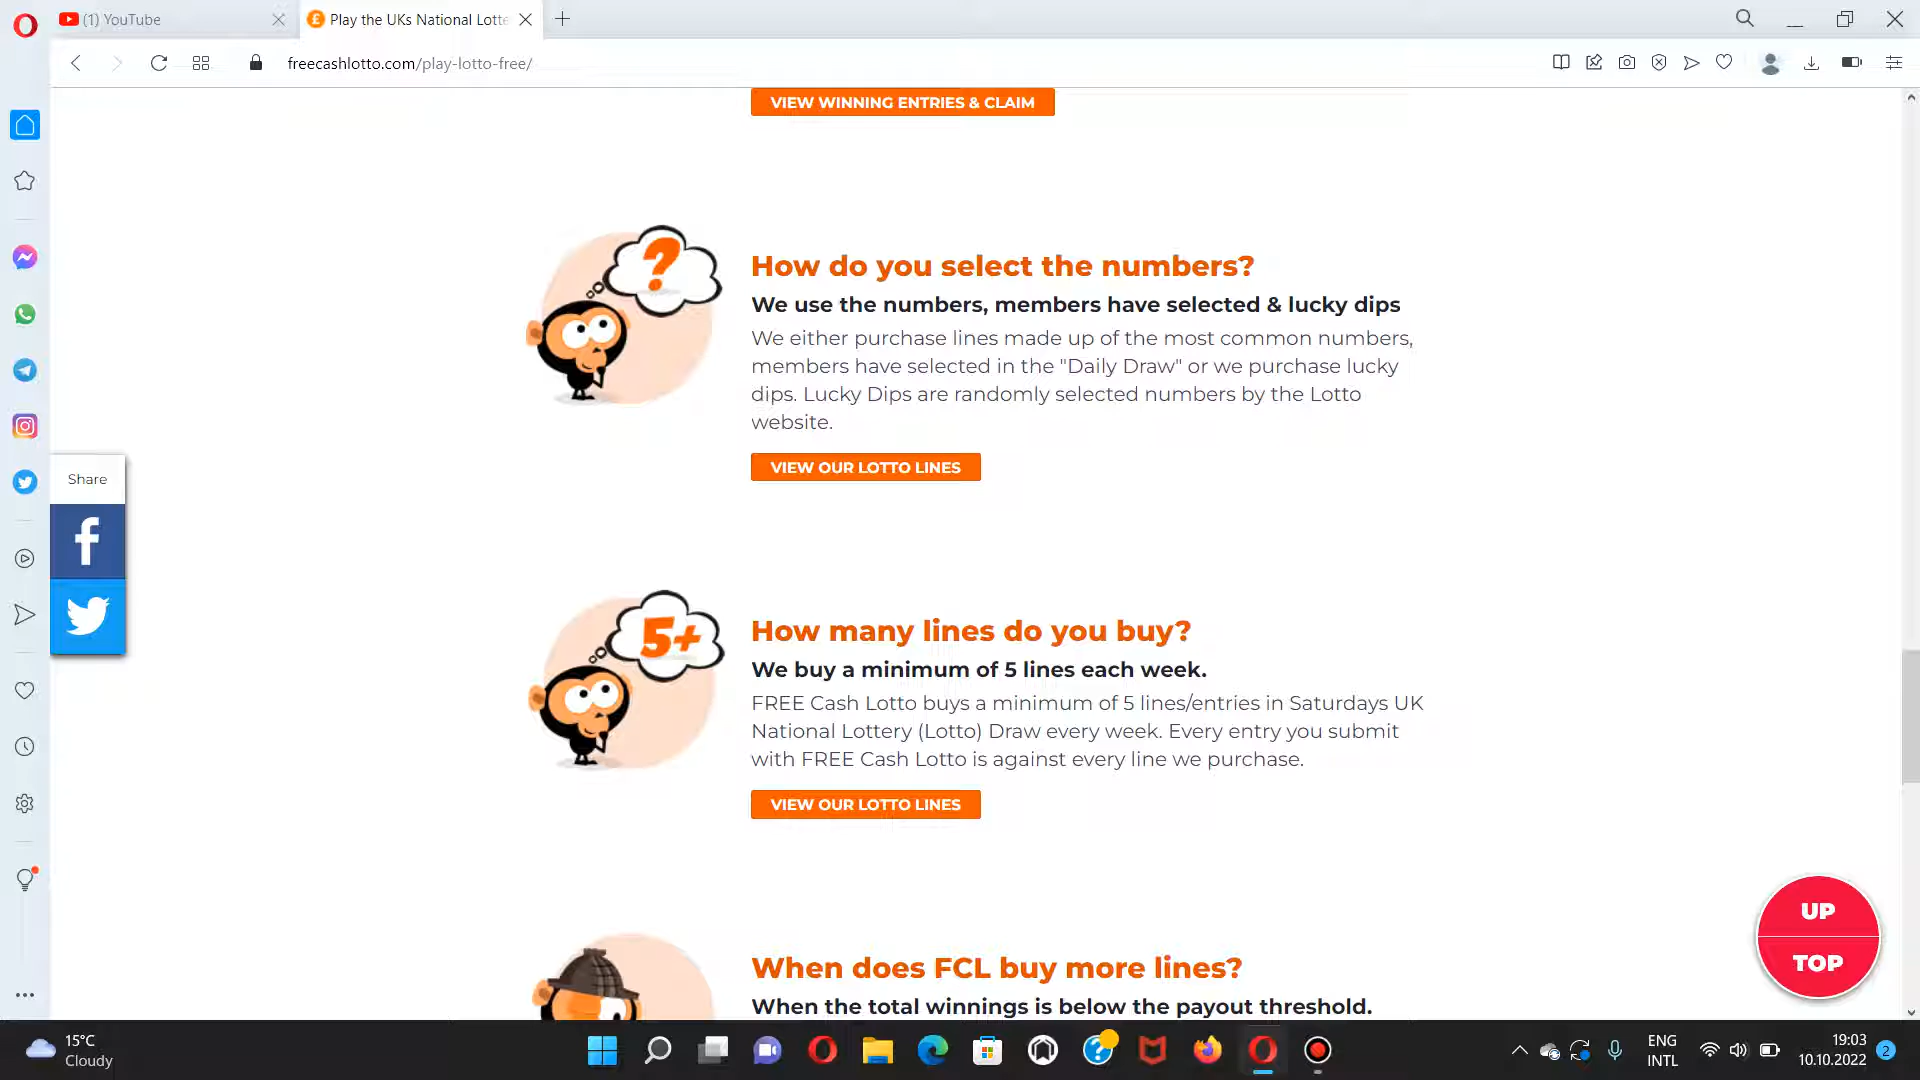 (1) YouTube
Play the UKs National Lotte
freecashlotto.com/play-lotto-free/
VIEW WINNING ENTRIES & CLAIM
?
How do you select the numbers?
We use the numbers, members have selected & lucky dips
We either purchase lines made up of the most common numbers,
members have selected in the "Daily Draw" or we purchase lucky
dips. Lucky Dips are randomly selected numbers by the Lotto
website.
VIEW OUR LOTTO LINES
Share
5+
How many lines do you buy?
We buy a minimum of 5 lines each week.
FREE Cash Lotto buys a minimum of 5 lines/entries in Saturdays UK
National Lottery (Lotto) Draw every week. Every entry you submit
with FREE Cash Lotto is against every line we purchase.
VIEW OUR LOTTO LINES
UP
TOP
When does FCL buy more lines?
When the total winnings is below the payout threshold.
15°C
Cloudy
ENG
INTL
19:03
10.10.2022
2